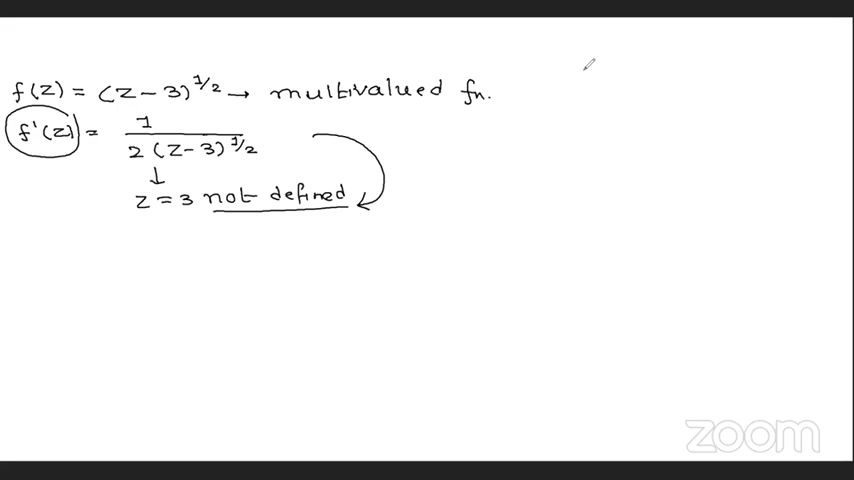 f(z) = (z-3)^1/2 → multivalued fn.
f'(z) = 1 / 2(z-3)^1/2
↓
z = 3 not defined
zoom